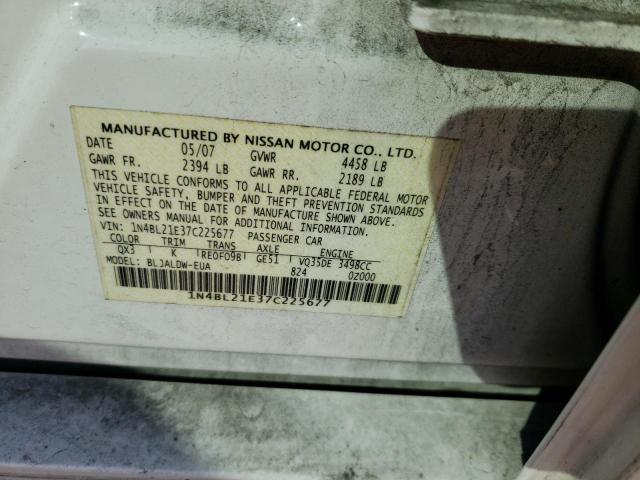 MANUFACTURED BY NISSAN MOTOR CO., LTD.
DATE 05/07 GVWR 4458 LB
GAWR FR. 2394 LB GAWR RR. 2189 LB
THIS VEHICLE CONFORMS TO ALL APPLICABLE FEDERAL MOTOR
VEHICLE SAFETY, BUMPER AND THEFT PREVENTION STANDARDS
IN EFFECT ON THE DATE OF MANUFACTURE SHOWN ABOVE.
SEE OWNERS MANUAL FOR ADDITIONAL INFORMATION.
VIN: 1N4BL21E37C225677 PASSENGER CAR
COLOR TRIM TRANS AXLE ENGINE
QX3 K RE0F09B GE51 VQ35DE 3498CC
MODEL: BLJALDW-EUA 824 0Z000
1N4BL21E37C225677